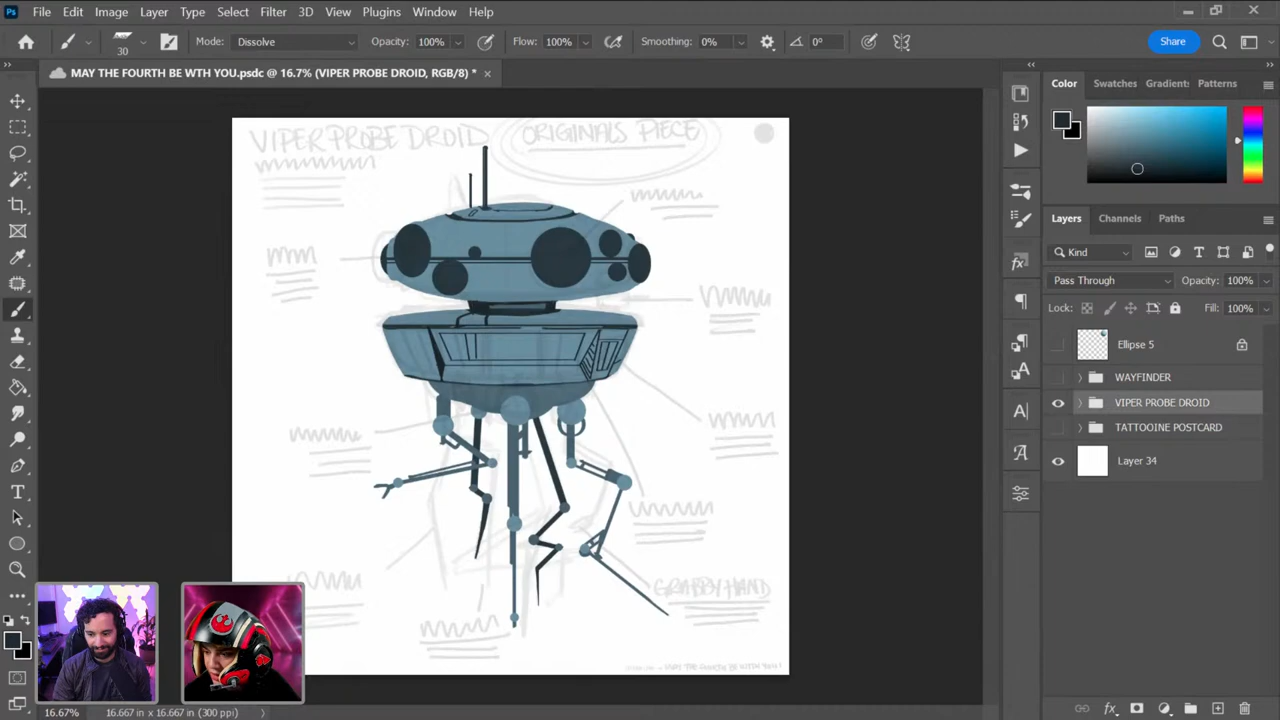 Ps File Edit Image Layer Type Select Filter 3D View Plugins Window Help
30 Mode: Dissolve Opacity: 100% Flow: 100% Smoothing: 0% 0° Share
MAY THE FOURTH BE WTH YOU.psdc @ 16.7% (VIPER PROBE DROID, RGB/8) *
VIPER PROBE DROID
ORIGINALS PIECE
GRABBY HAND
Color Swatches Gradient Patterns
Layers Channels Paths
Kind
Pass Through Opacity: 100%
Lock: Fill: 100%
Ellipse 5
WAYFINDER
VIPER PROBE DROID
TATTOOINE POSTCARD
Layer 34
16.67% 16.667 in x 16.667 in (300 ppi)